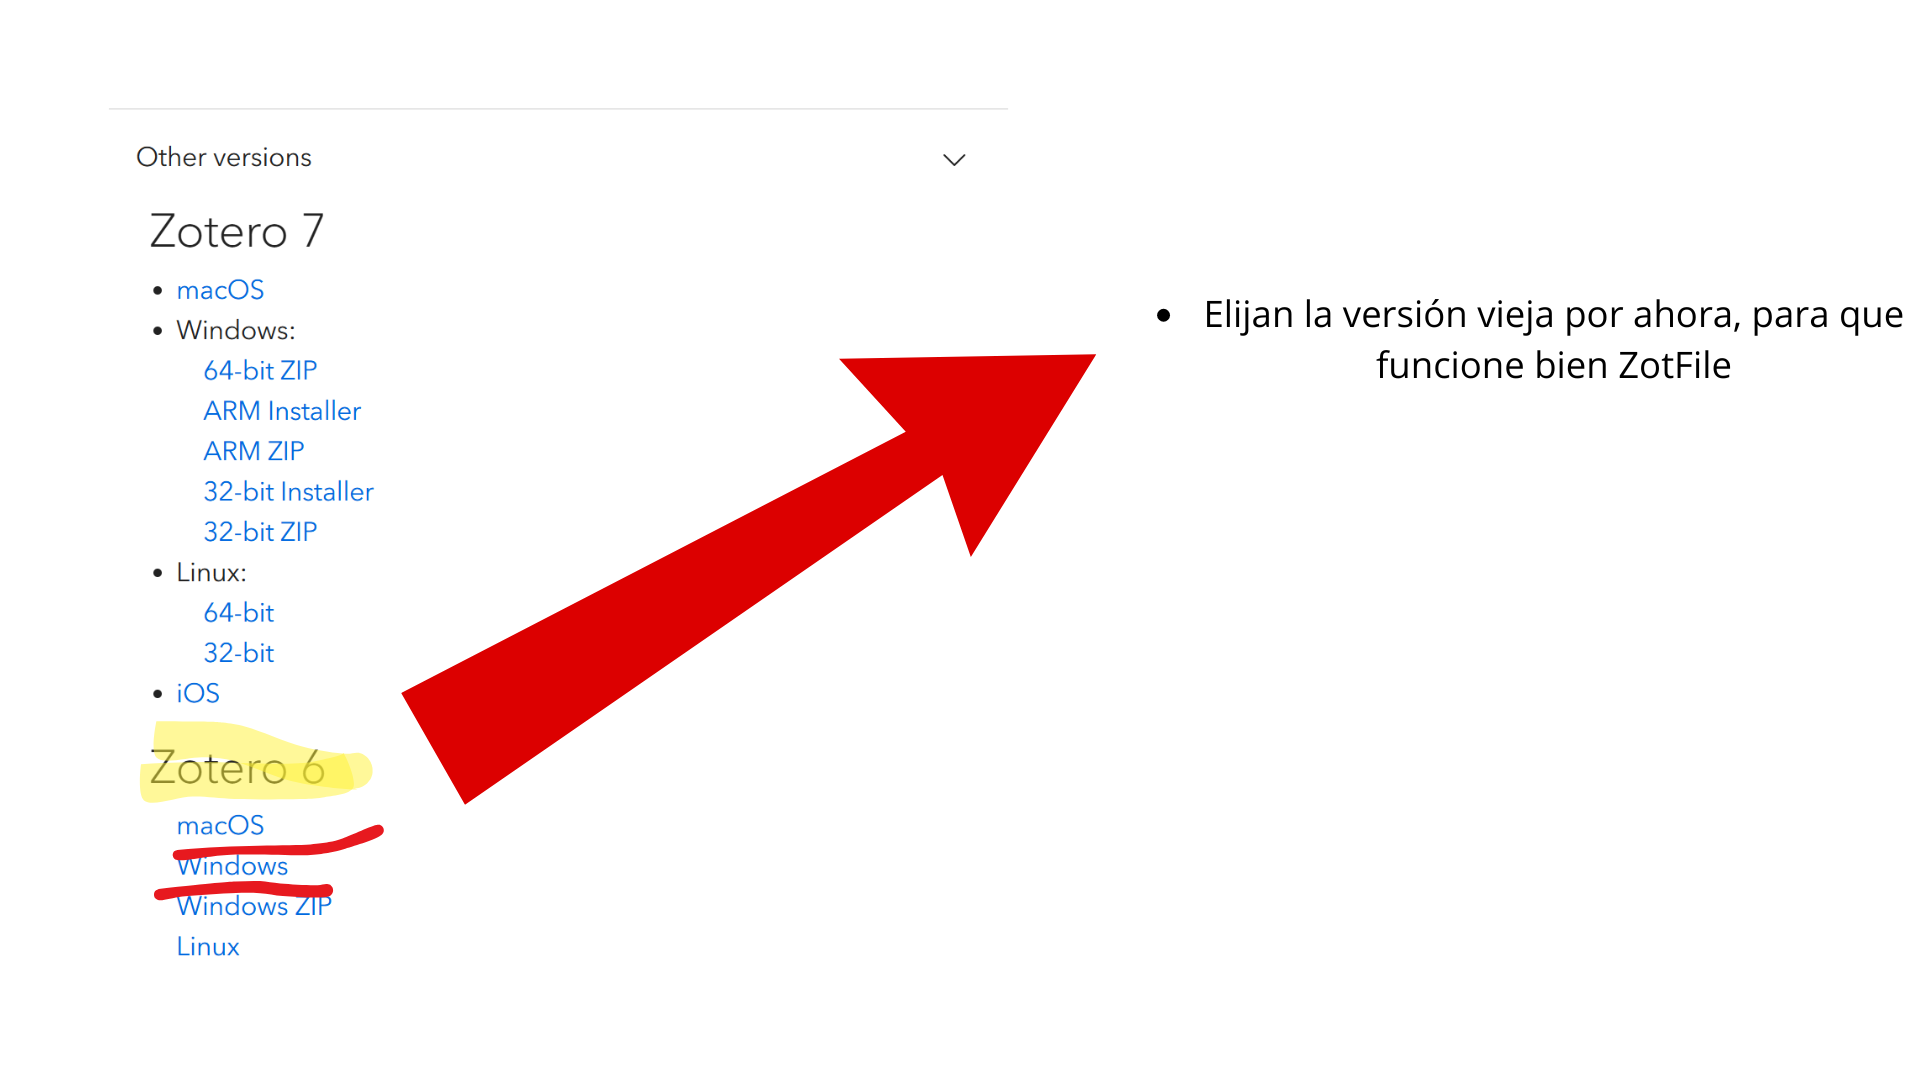 Other versions
Zotero 7
• macOS
• Windows:
64-bit ZIP
ARM Installer
ARM ZIP
32-bit Installer
32-bit ZIP
• Linux:
64-bit
32-bit
• iOS
Zotero 6
macOS
Windows
Windows ZIP
Linux
• Elijan la versión vieja por ahora, para que
funcione bien ZotFile